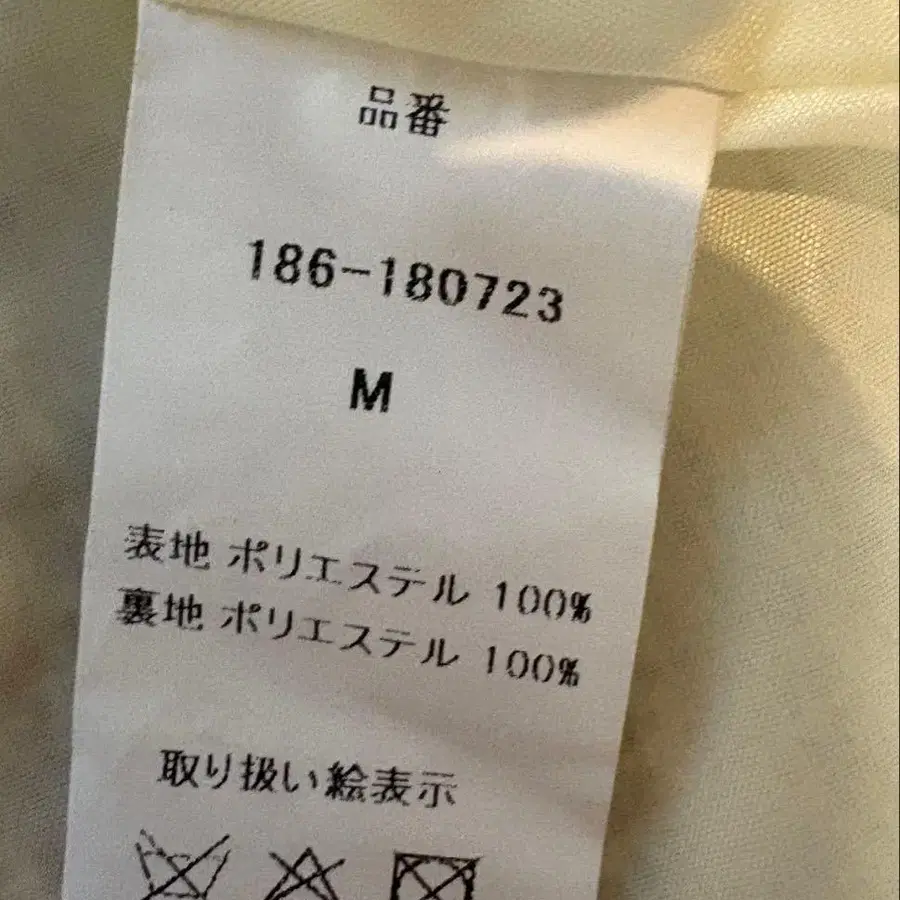 品番
186-180723
M
表地 ポリエステル 100%
裏地 ポリエステル 100%
取り扱い絵表示